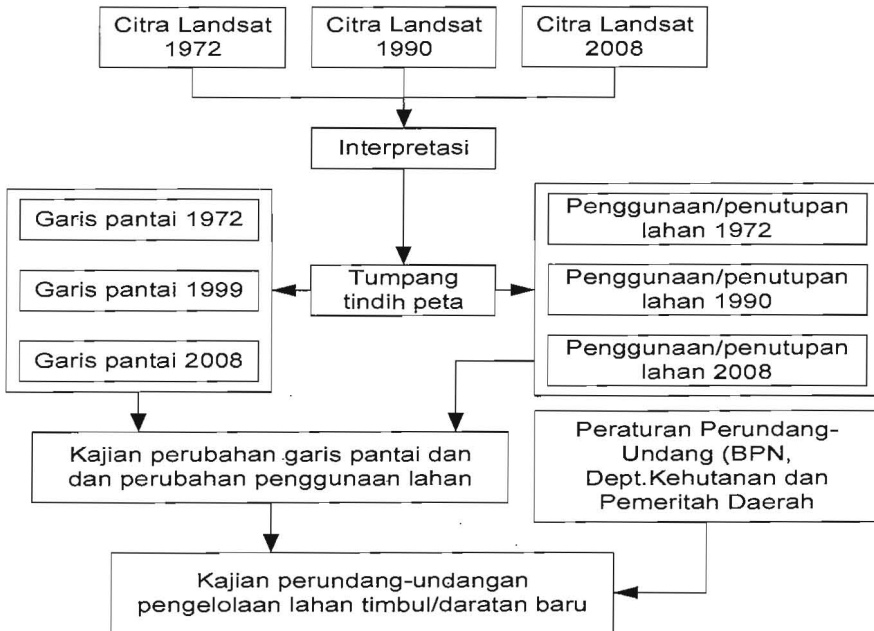 Citra Landsat
1972
Citra Landsat
1990
Citra Landsat
2008
Interpretasi
Garis pantai 1972
Garis pantai 1999
Garis pantai 2008
Tumpang
tindih peta
Penggunaan/penutupan
lahan 1972
Penggunaan/penutupan
lahan 1990
Penggunaan/penutupan
lahan 2008
Kajian perubahan garis pantai dan
dan perubahan penggunaan lahan
Peraturan Perundang-
Undang (BPN,
Dept.Kehutanan dan
Pemeritah Daerah
Kajian perundang-undangan
pengelolaan lahan timbul/daratan baru